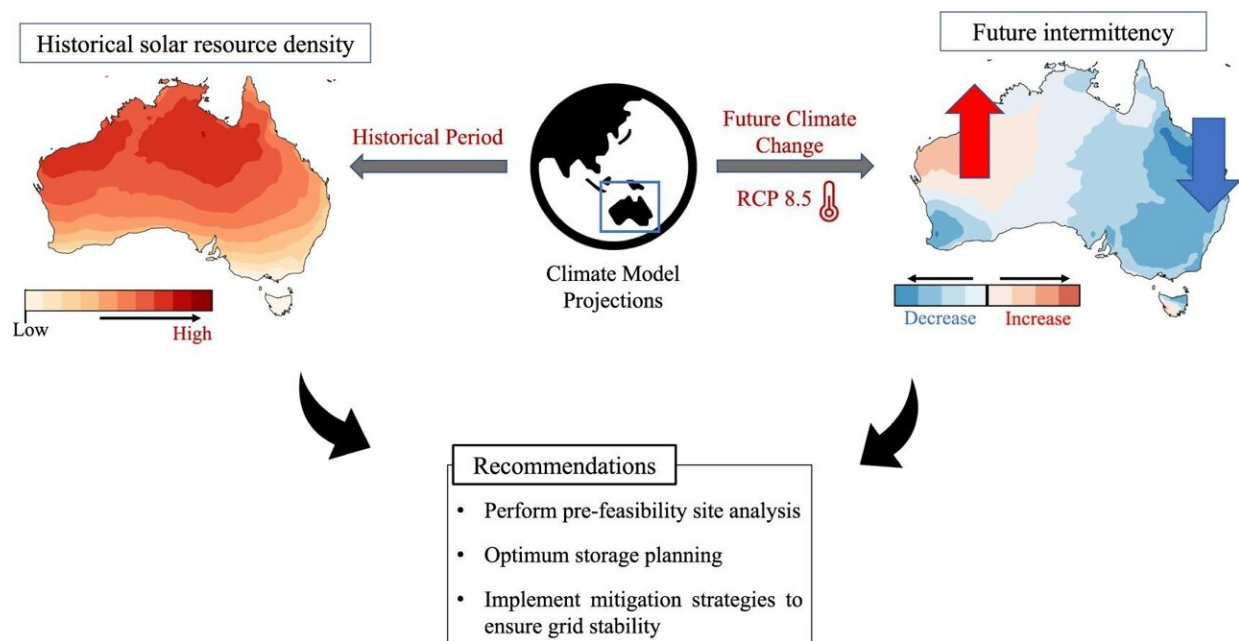 Historical solar resource density
Future intermittency
Historical Period
Future Climate
Change
RCP 8.5
Climate Model
Projections
Low
High
Decrease
Increase
Recommendations
• Perform pre-feasibility site analysis
• Optimum storage planning
• Implement mitigation strategies to
ensure grid stability